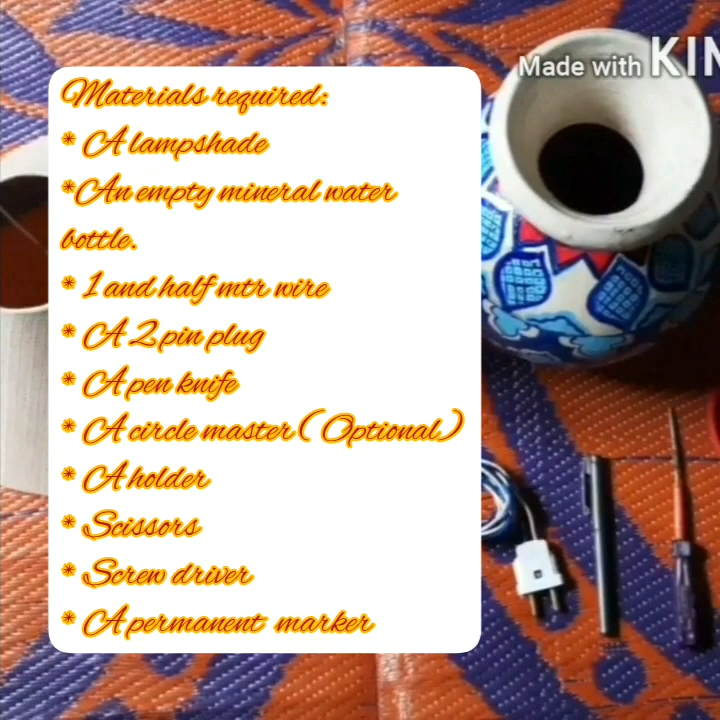 Made with KIN
Materials required:
* A lampshade
*An empty mineral water
bottle.
* 1 and half mtr wire
* A 2 pin plug
* A pen knife
* A circle master ( Optional )
* A holder
* Scissors
* Screw driver
* A permanent marker